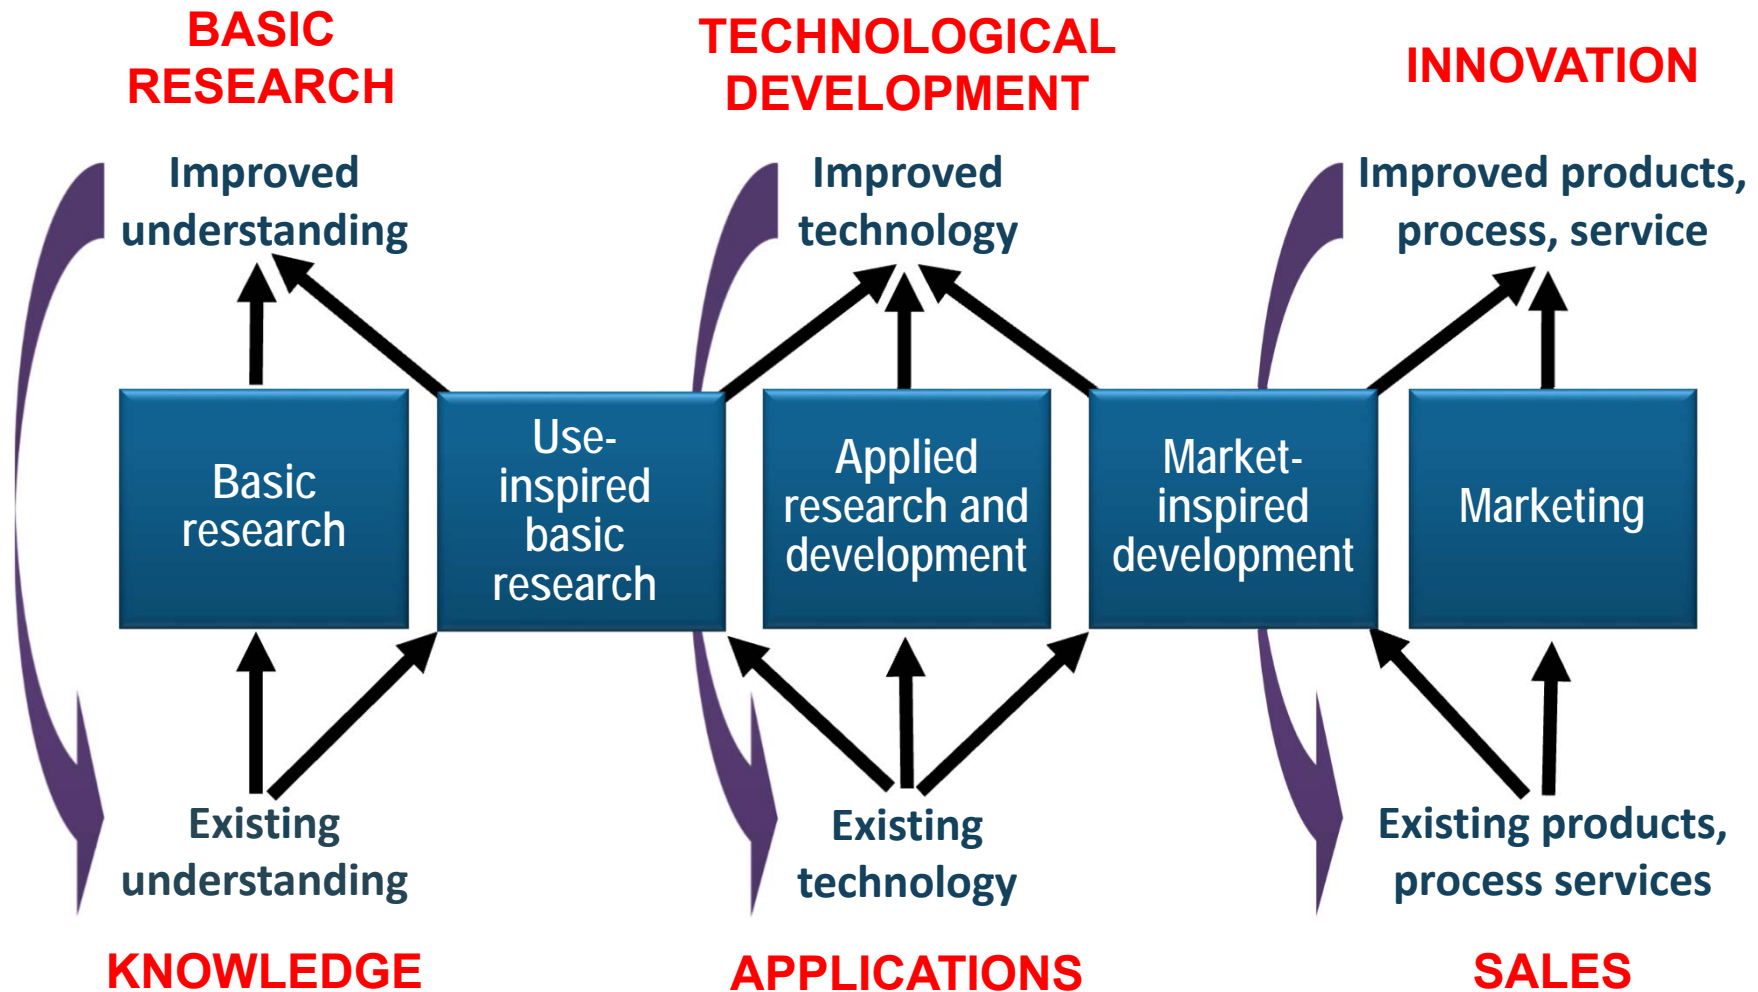 BASIC
RESEARCH
TECHNOLOGICAL
DEVELOPMENT
INNOVATION
Improved
understanding
Improved
technology
Improved products,
process, service
Basic
research
Use-
inspired
basic
research
Applied
research and
development
Market-
inspired
development
Marketing
Existing
understanding
Existing
technology
Existing products,
process services
KNOWLEDGE
APPLICATIONS
SALES